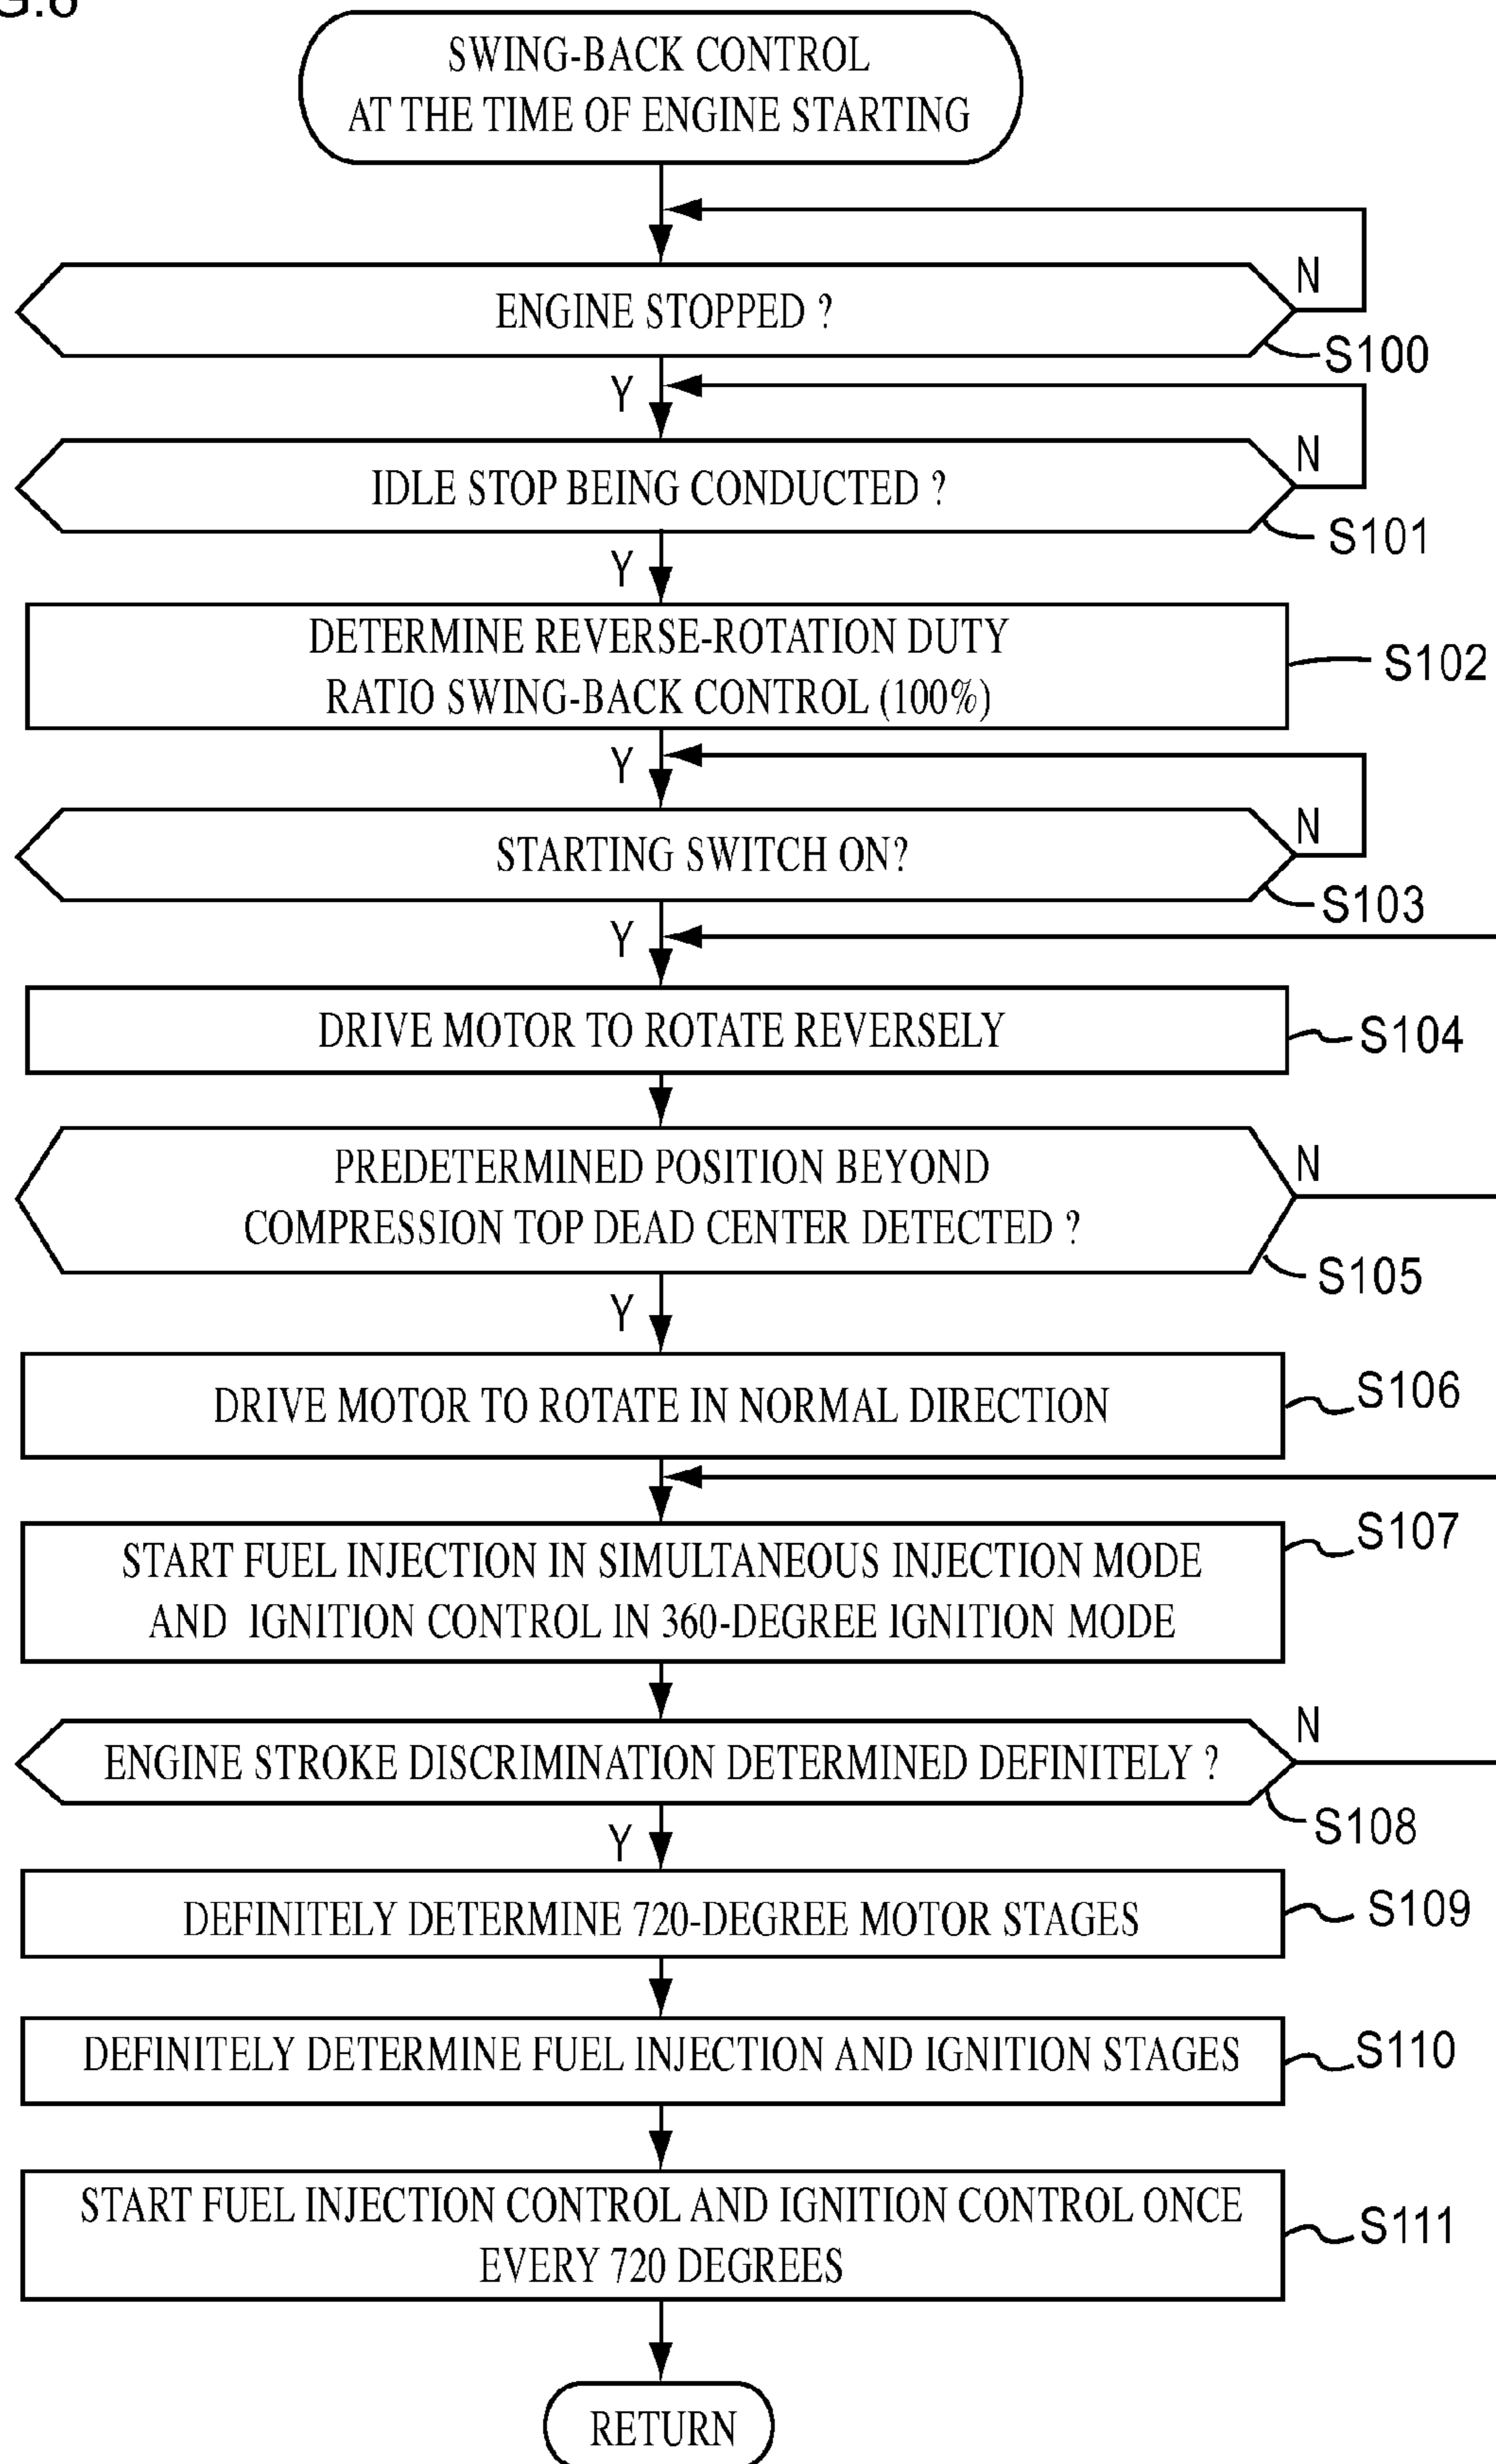 SWING-BACK CONTROL
AT THE TIME OF ENGINE STARTING
N
ENGINE STOPPED ?
S100
Y
N
IDLE STOP BEING CONDUCTED ?
S101
Y
DETERMINE REVERSE-ROTATION DUTY
RATIO SWING-BACK CONTROL (100%)
S102
Y
N
STARTING SWITCH ON?
S103
Y
DRIVE MOTOR TO ROTATE REVERSELY
S104
N
PREDETERMINED POSITION BEYOND
COMPRESSION TOP DEAD CENTER DETECTED ?
S105
Y
DRIVE MOTOR TO ROTATE IN NORMAL DIRECTION
S106
S107
START FUEL INJECTION IN SIMULTANEOUS INJECTION MODE
AND IGNITION CONTROL IN 360-DEGREE IGNITION MODE
N
ENGINE STROKE DISCRIMINATION DETERMINED DEFINITELY ?
S108
Y
DEFINITELY DETERMINE 720-DEGREE MOTOR STAGES
S109
DEFINITELY DETERMINE FUEL INJECTION AND IGNITION STAGES
S110
START FUEL INJECTION CONTROL AND IGNITION CONTROL ONCE
EVERY 720 DEGREES
S111
RETURN